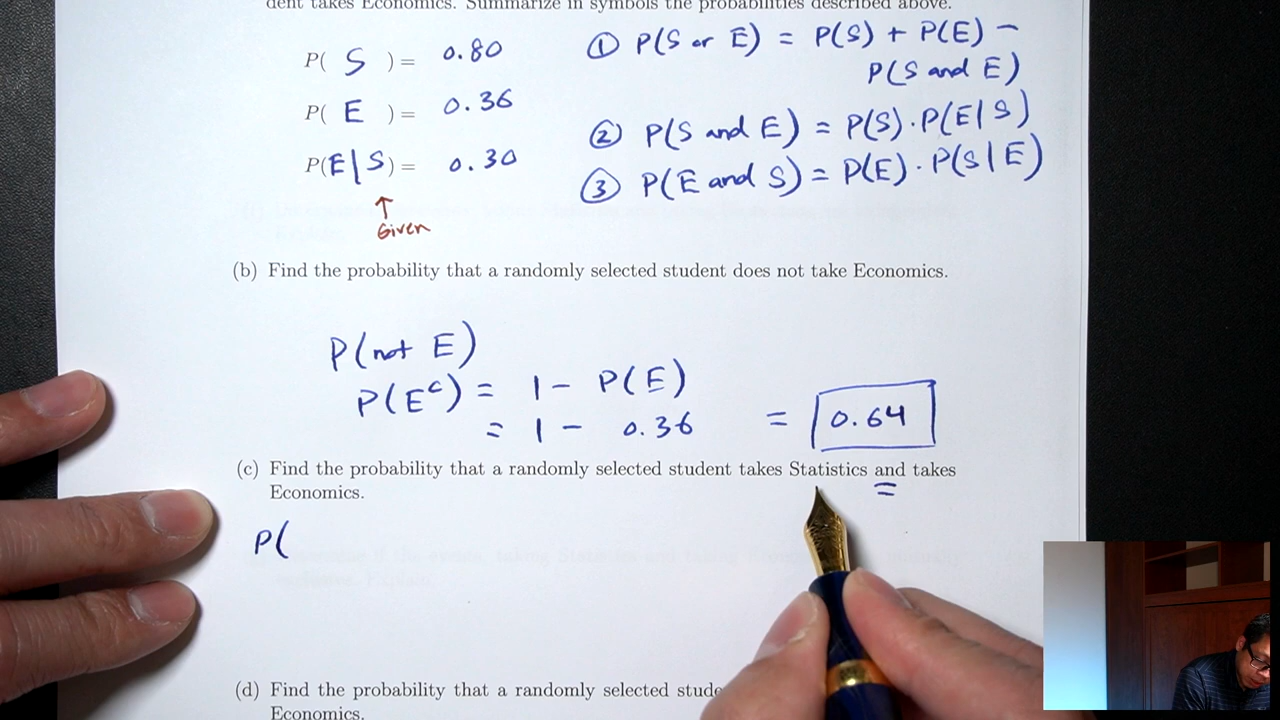 dent takes Economics. Summarize in symbols the probabilities described above.
P( S ) = 0.80
P( E ) = 0.36
P(E|S) = 0.30
↑
Given
① P(S or E) = P(S) + P(E) -
P(S and E)
② P(S and E) = P(S) · P(E|S)
③ P(E and S) = P(E) · P(S|E)
(b) Find the probability that a randomly selected student does not take Economics.
P(not E)
P(Eᶜ) = 1 - P(E)
= 1 - 0.36 = 0.64
(c) Find the probability that a randomly selected student takes Statistics and takes
Economics.
P(
(d) Find the probability that a randomly selected
Economics.